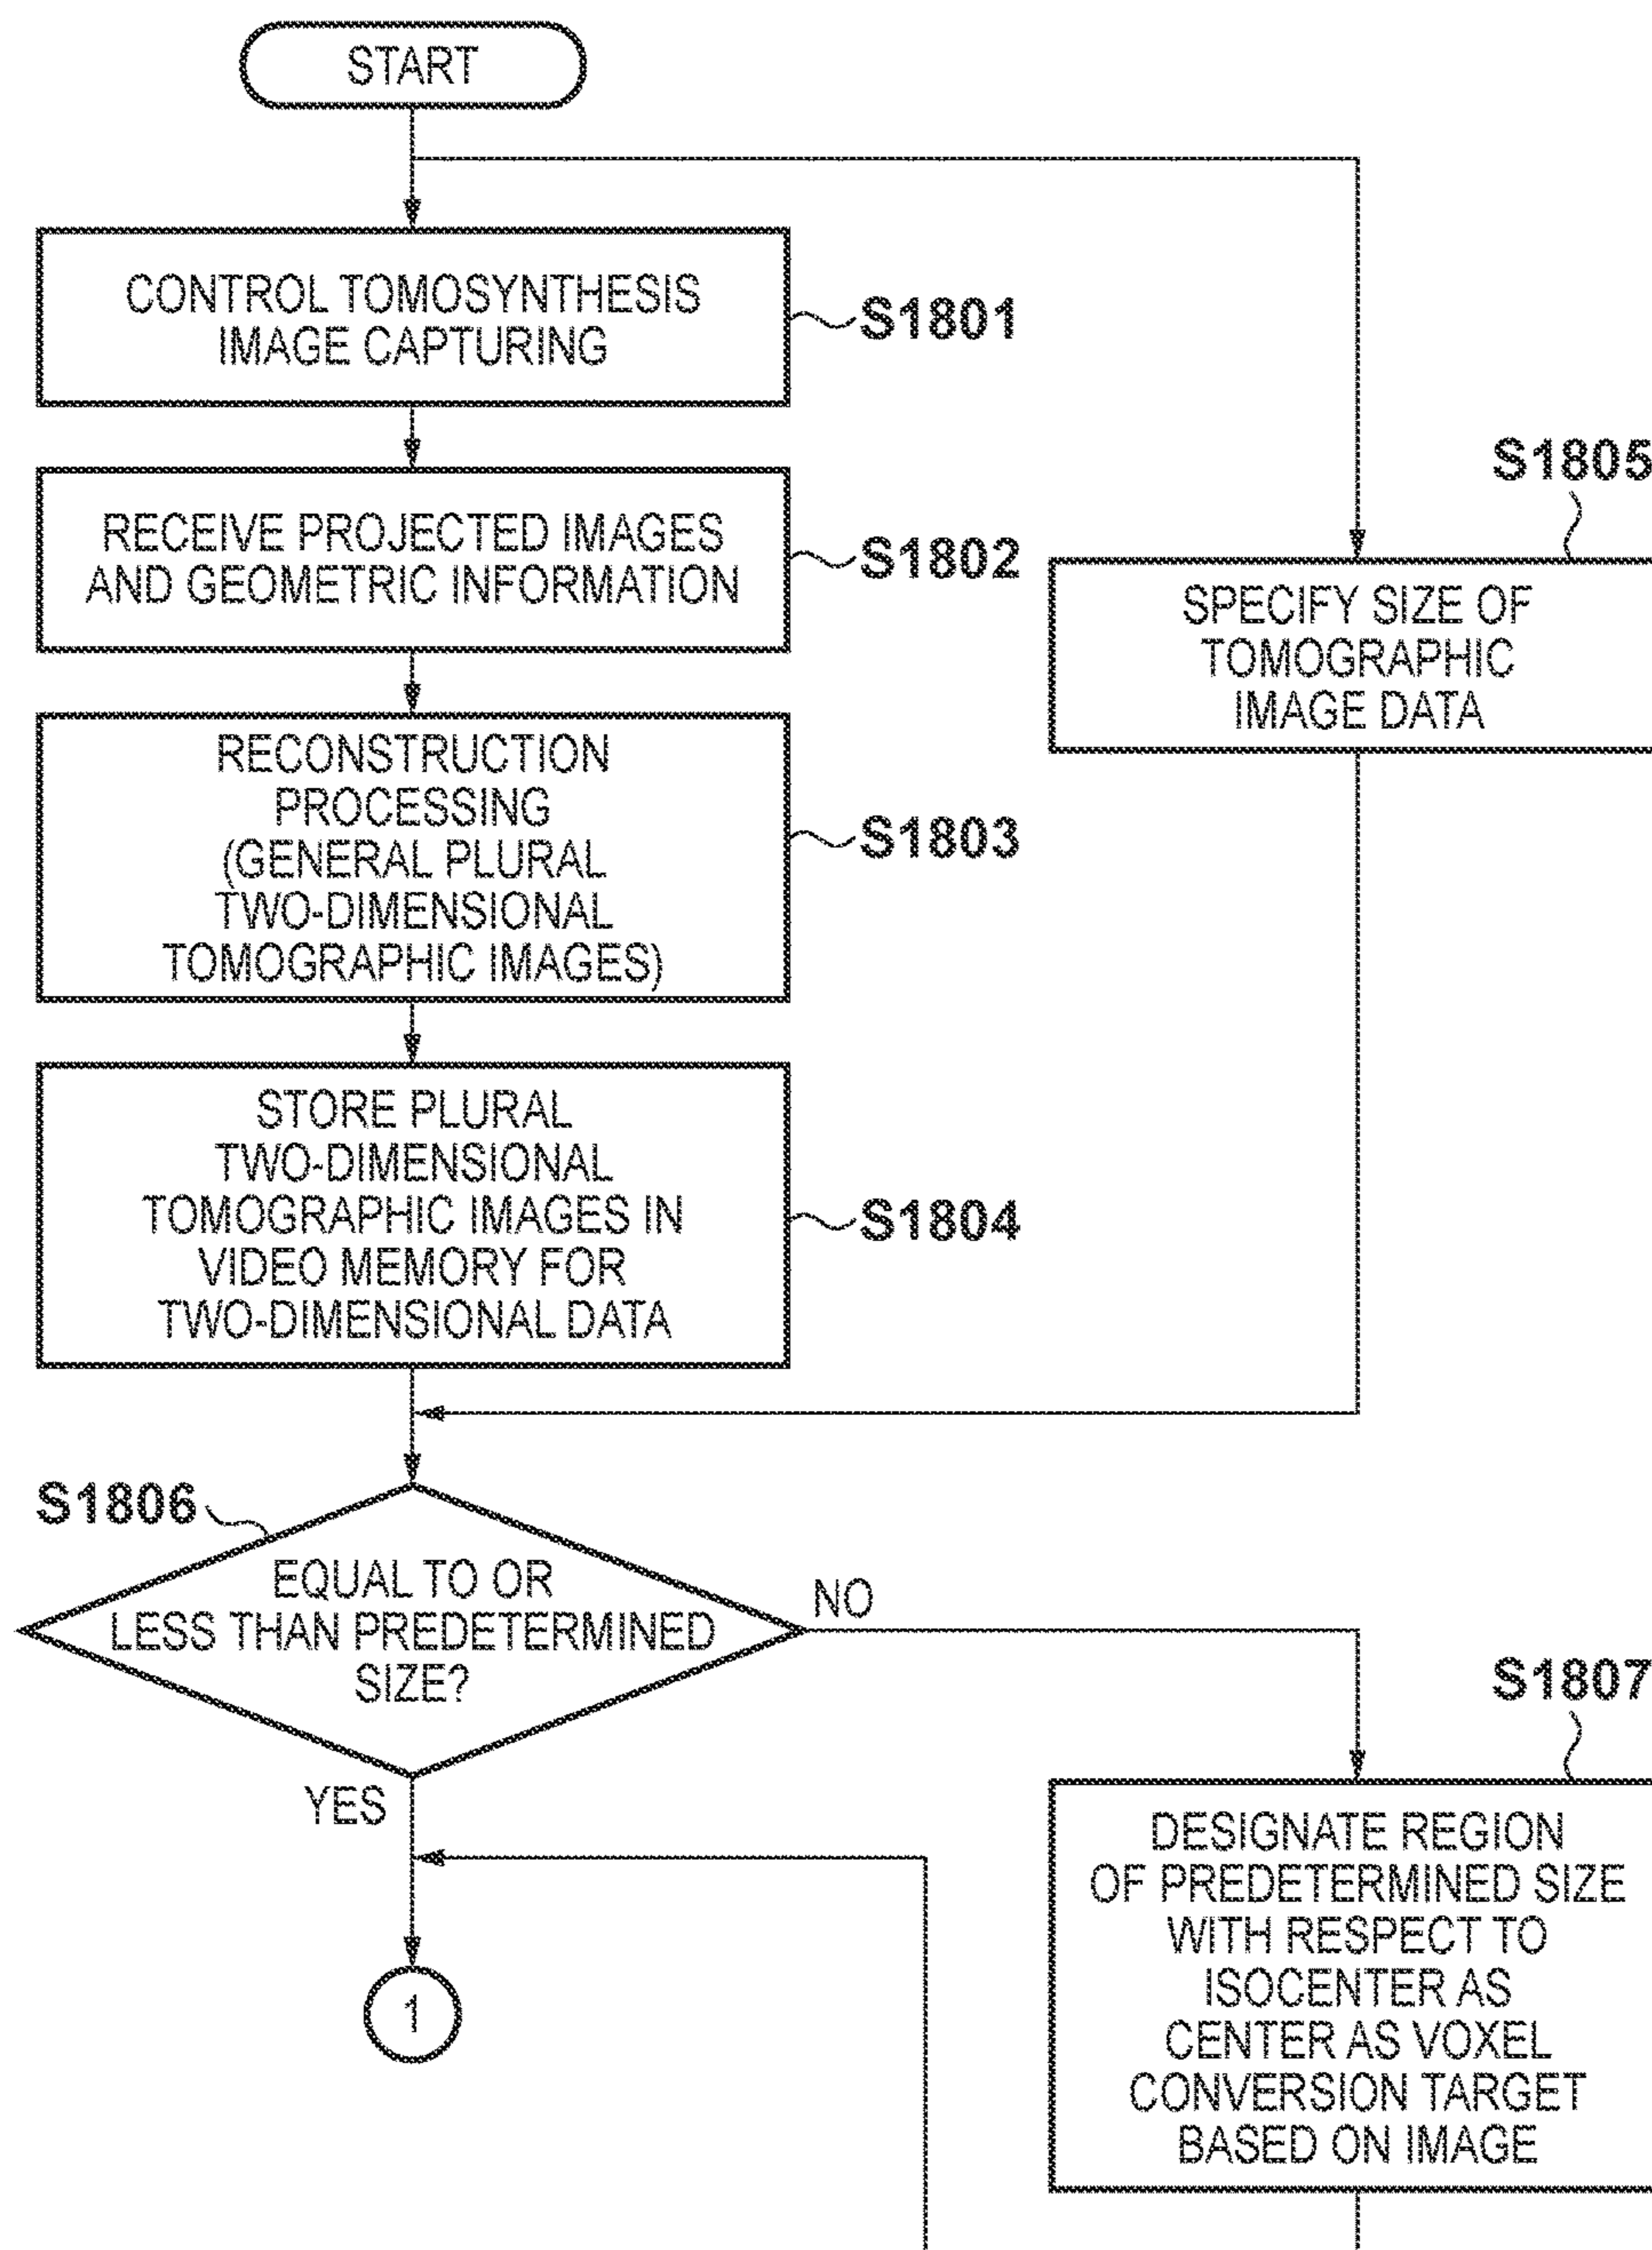 START
CONTROL TOMOSYNTHESIS
IMAGE CAPTURING
S1801
RECEIVE PROJECTED IMAGES
AND GEOMETRIC INFORMATION
S1802
RECONSTRUCTION
PROCESSING
(GENERAL PLURAL
TWO-DIMENSIONAL
TOMOGRAPHIC IMAGES)
S1803
STORE PLURAL
TWO-DIMENSIONAL
TOMOGRAPHIC IMAGES IN
VIDEO MEMORY FOR
TWO-DIMENSIONAL DATA
S1804
S1805
SPECIFY SIZE OF
TOMOGRAPHIC
IMAGE DATA
S1806
EQUAL TO OR
LESS THAN PREDETERMINED
SIZE?
NO
YES
1
S1807
DESIGNATE REGION
OF PREDETERMINED SIZE
WITH RESPECT TO
ISOCENTER AS
CENTER AS VOXEL
CONVERSION TARGET
BASED ON IMAGE